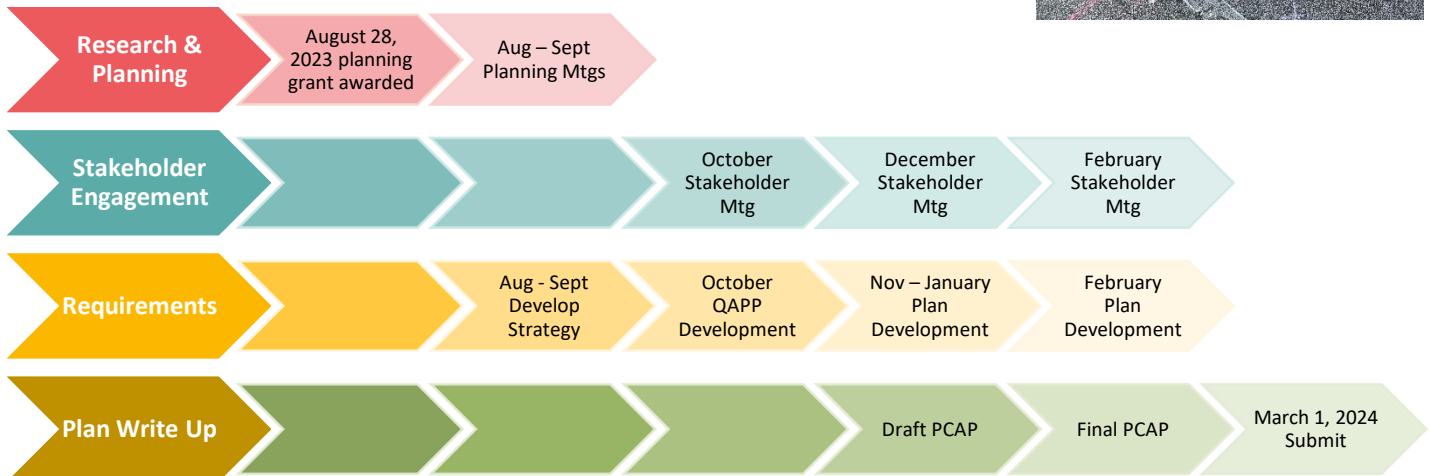 Research &
Planning
August 28,
2023 planning
grant awarded
Aug – Sept
Planning Mtgs
Stakeholder
Engagement
October
Stakeholder
Mtg
December
Stakeholder
Mtg
February
Stakeholder
Mtg
Requirements
Aug - Sept
Develop
Strategy
October
QAPP
Development
Nov – January
Plan
Development
February
Plan
Development
Plan Write Up
Draft PCAP
Final PCAP
March 1, 2024
Submit